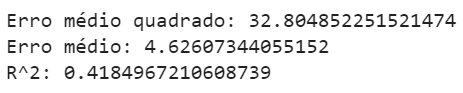 Erro médio quadrado: 32.804852251521474
Erro médio: 4.62607344055152
R^2: 0.4184967210608739